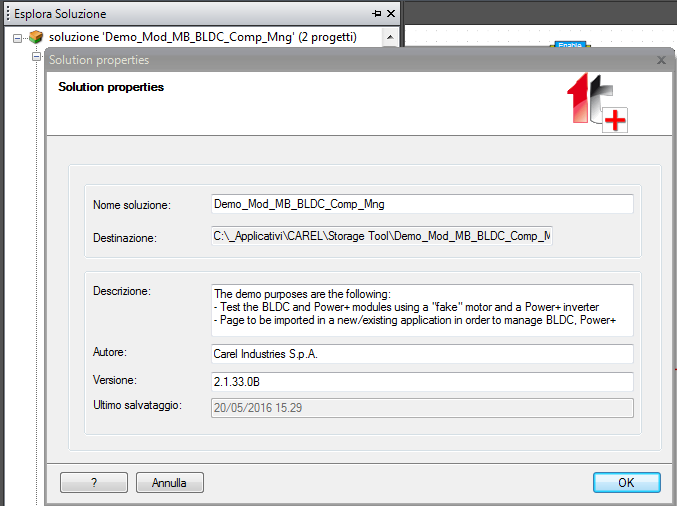 Esplora Soluzione
soluzione 'Demo_Mod_MB_BLDC_Comp_Mng' (2 progetti)
Enable
Solution properties
Solution properties
1t
Nome soluzione: Demo_Mod_MB_BLDC_Comp_Mng
Destinazione: C:\_Applicativi\CAREL\Storage Tool\Demo_Mod_MB_BLDC_Comp_M
Descrizione: The demo purposes are the following:
- Test the BLDC and Power+ modules using a "fake" motor and a Power+ inverter
- Page to be imported in a new/existing application in order to manage BLDC, Power+
Autore: Carel Industries S.p.A.
Versione: 2.1.33.0B
Ultimo salvataggio: 20/05/2016 15.29
? Annulla OK